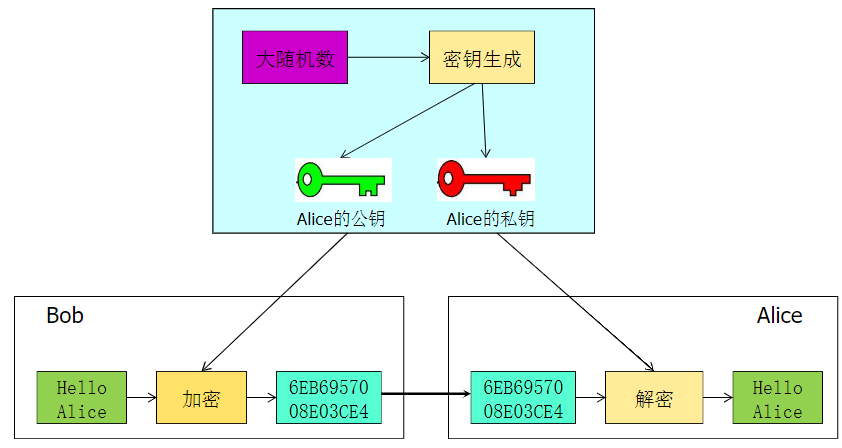 大随机数
密钥生成
Alice的公钥
Alice的私钥
Bob
Hello
Alice
加密
6EB69570
08E03CE4
Alice
6EB69570
08E03CE4
解密
Hello
Alice